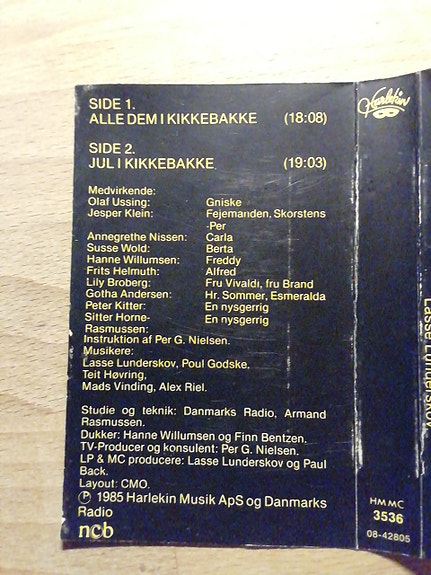 SIDE 1.
ALLE DEM I KIKKEBAKKE (18:08)
SIDE 2.
JUL I KIKKEBAKKE (19:03)
Medvirkende:
Olaf Ussing: Gniske
Jesper Klein: Fejemanden, Skorstens
-Per
Annegrethe Nissen: Carla
Susse Wold: Berta
Hanne Willumsen: Freddy
Frits Helmuth: Alfred
Lily Broberg: Fru Vivaldi, fru Brand
Gotha Andersen: Hr. Sommer, Esmeralda
Peter Kitter: En nysgerrig
Sitter Horne- En nysgerrig
Rasmussen:
Instruktion af Per G. Nielsen.
Musikere:
Lasse Lunderskov, Poul Godske,
Teit Høvring,
Mads Vinding, Alex Riel.
Studie og teknik: Danmarks Radio, Armand
Rasmussen.
Dukker: Hanne Willumsen og Finn Bentzen.
TV-Producer og konsulent: Per G. Nielsen.
LP & MC producere: Lasse Lunderskov og Paul
Back.
Layout: CMO.
Ⓟ 1985 Harlekin Musik ApS og Danmarks
Radio
ncb
Harlekin
HM MC
3536
08-42805
Lasse Lunderskov